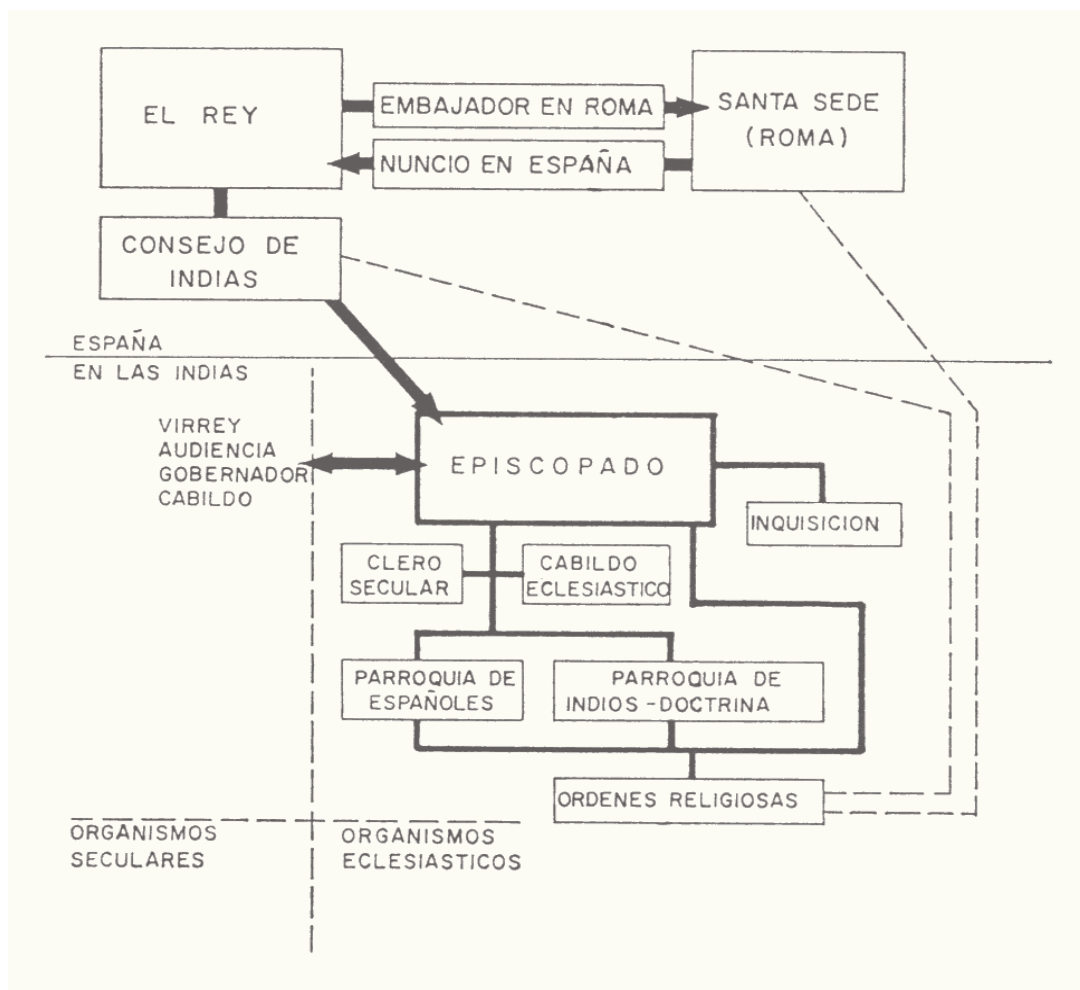 EL REY
EMBAJADOR EN ROMA
SANTA SEDE
(ROMA)
NUNCIO EN ESPAÑA
CONSEJO DE
INDIAS
ESPAÑA
EN LAS INDIAS
VIRREY
AUDIENCIA
GOBERNADOR
CABILDO
EPISCOPADO
INQUISICION
CLERO
SECULAR
CABILDO
ECLESIASTICO
PARROQUIA DE
ESPAÑOLES
PARROQUIA DE
INDIOS-DOCTRINA
ORDENES RELIGIOSAS
ORGANISMOS
SECULARES
ORGANISMOS
ECLESIASTICOS